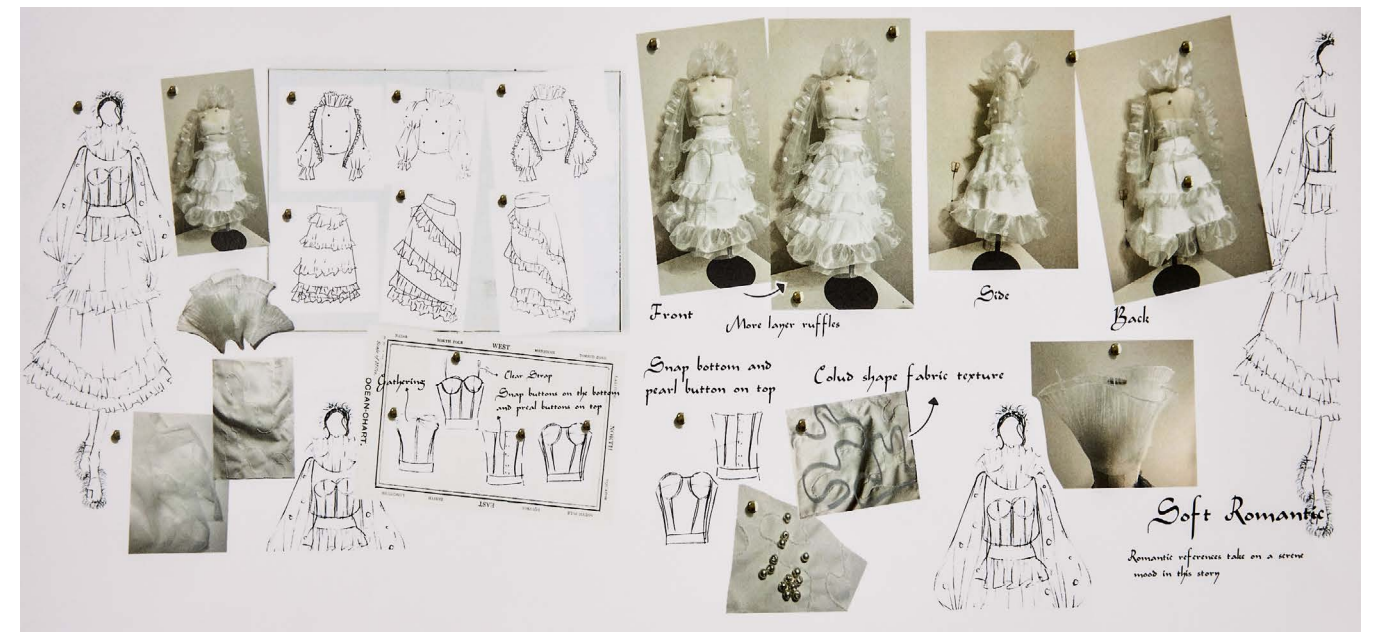 Front
More layer ruffles
Side
Back
NORTH POLE
WEST
OCEAN-CHART.
Gathering
Clear Strap
Snap buttons on the bottom
and preal buttons on top
EAST
Snap bottom and
pearl button on top
Colud shape fabric texture
Soft Romantic
Romantic references take on a serene
mood in this story